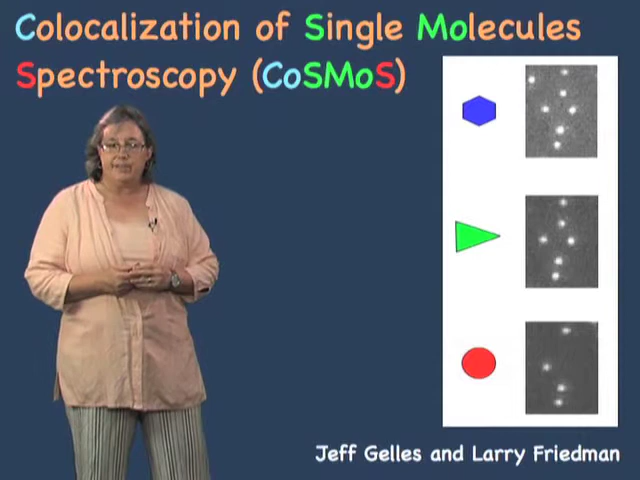 Colocalization of Single Molecules
Spectroscopy (CoSMoS)
Jeff Gelles and Larry Friedman